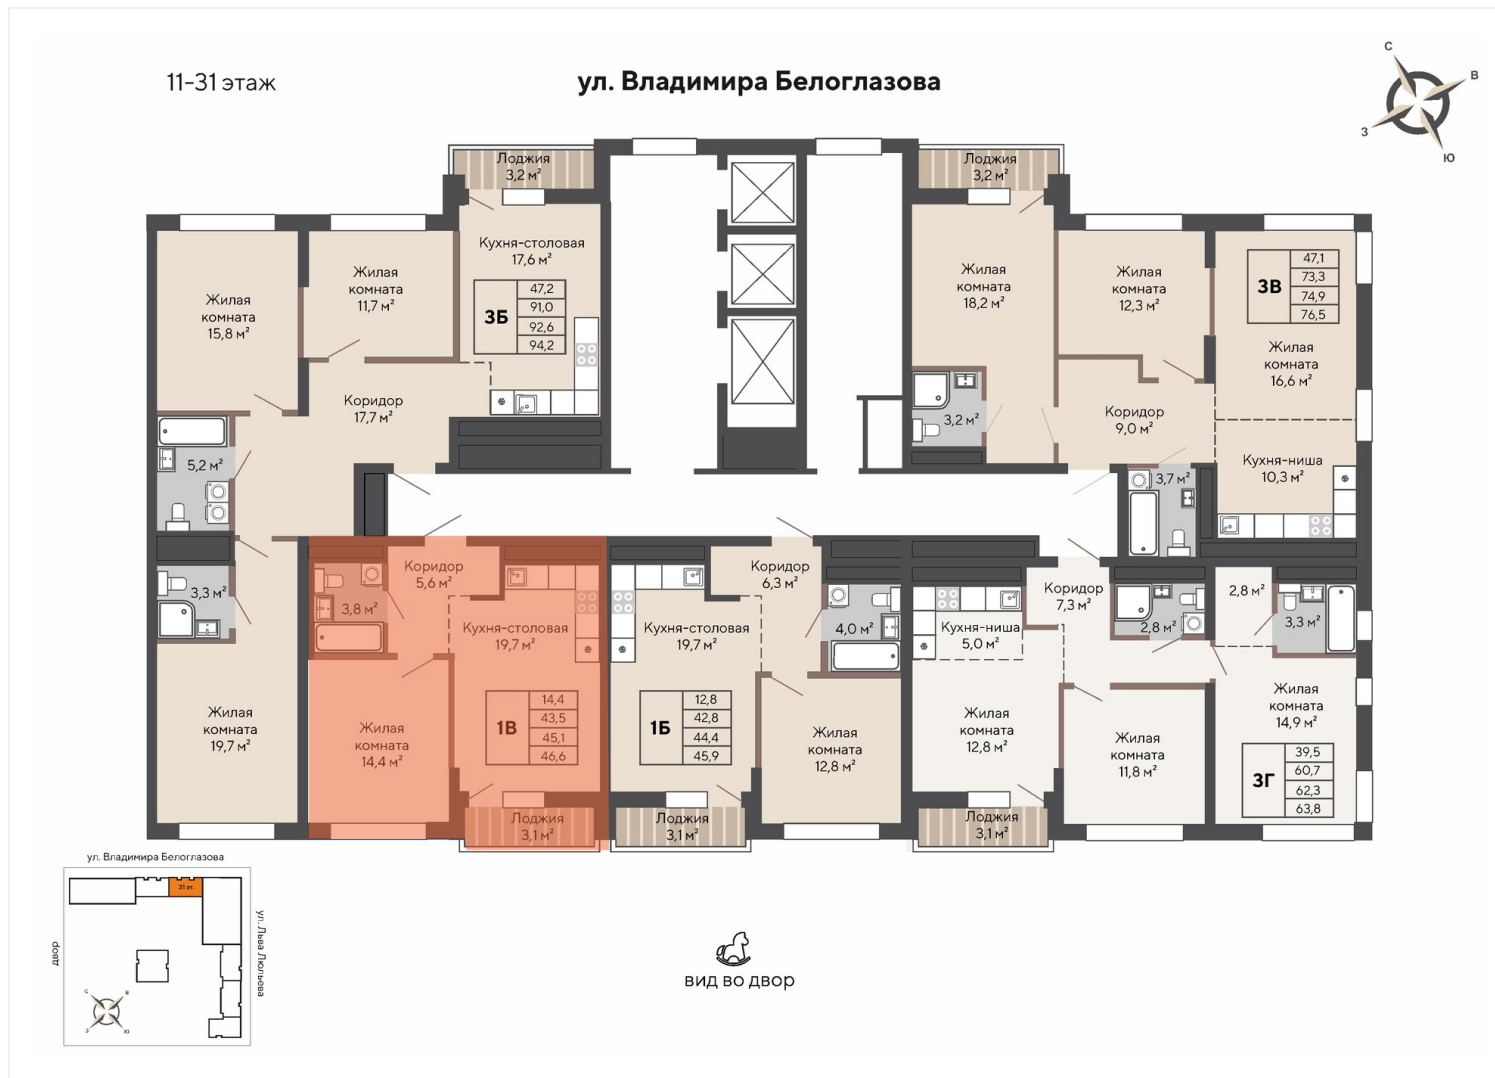 11-31 этаж
ул. Владимира Белоглазова
С
В
З
Ю
Лоджия
3,2 м²
Лоджия
3,2 м²
Кухня-столовая
17,6 м²
Жилая
комната
11,7 м²
Жилая
комната
15,8 м²
3Б
47,2
91,0
92,6
94,2
Коридор
17,7 м²
5,2 м²
3,3 м²
Жилая
комната
19,7 м²
Жилая
комната
18,2 м²
Жилая
комната
12,3 м²
3В
47,1
73,3
74,9
76,5
Жилая
комната
16,6 м²
3,2 м²
Коридор
9,0 м²
Кухня-ниша
10,3 м²
3,7 м²
Коридор
5,6 м²
3,8 м²
Кухня-столовая
19,7 м²
1В
14,4
43,5
45,1
46,6
Жилая
комната
14,4 м²
Лоджия
3,1 м²
Коридор
6,3 м²
4,0 м²
Кухня-столовая
19,7 м²
1Б
12,8
42,8
44,4
45,9
Жилая
комната
12,8 м²
Лоджия
3,1 м²
Коридор
7,3 м²
Кухня-ниша
5,0 м²
2,8 м²
2,8 м²
3,3 м²
Жилая
комната
12,8 м²
Жилая
комната
11,8 м²
Жилая
комната
14,9 м²
3Г
39,5
60,7
62,3
63,8
Лоджия
3,1 м²
ул. Владимира Белоглазова
31 эт.
двор
ул. Льва Люльева
С
В
З
Ю
вид во двор